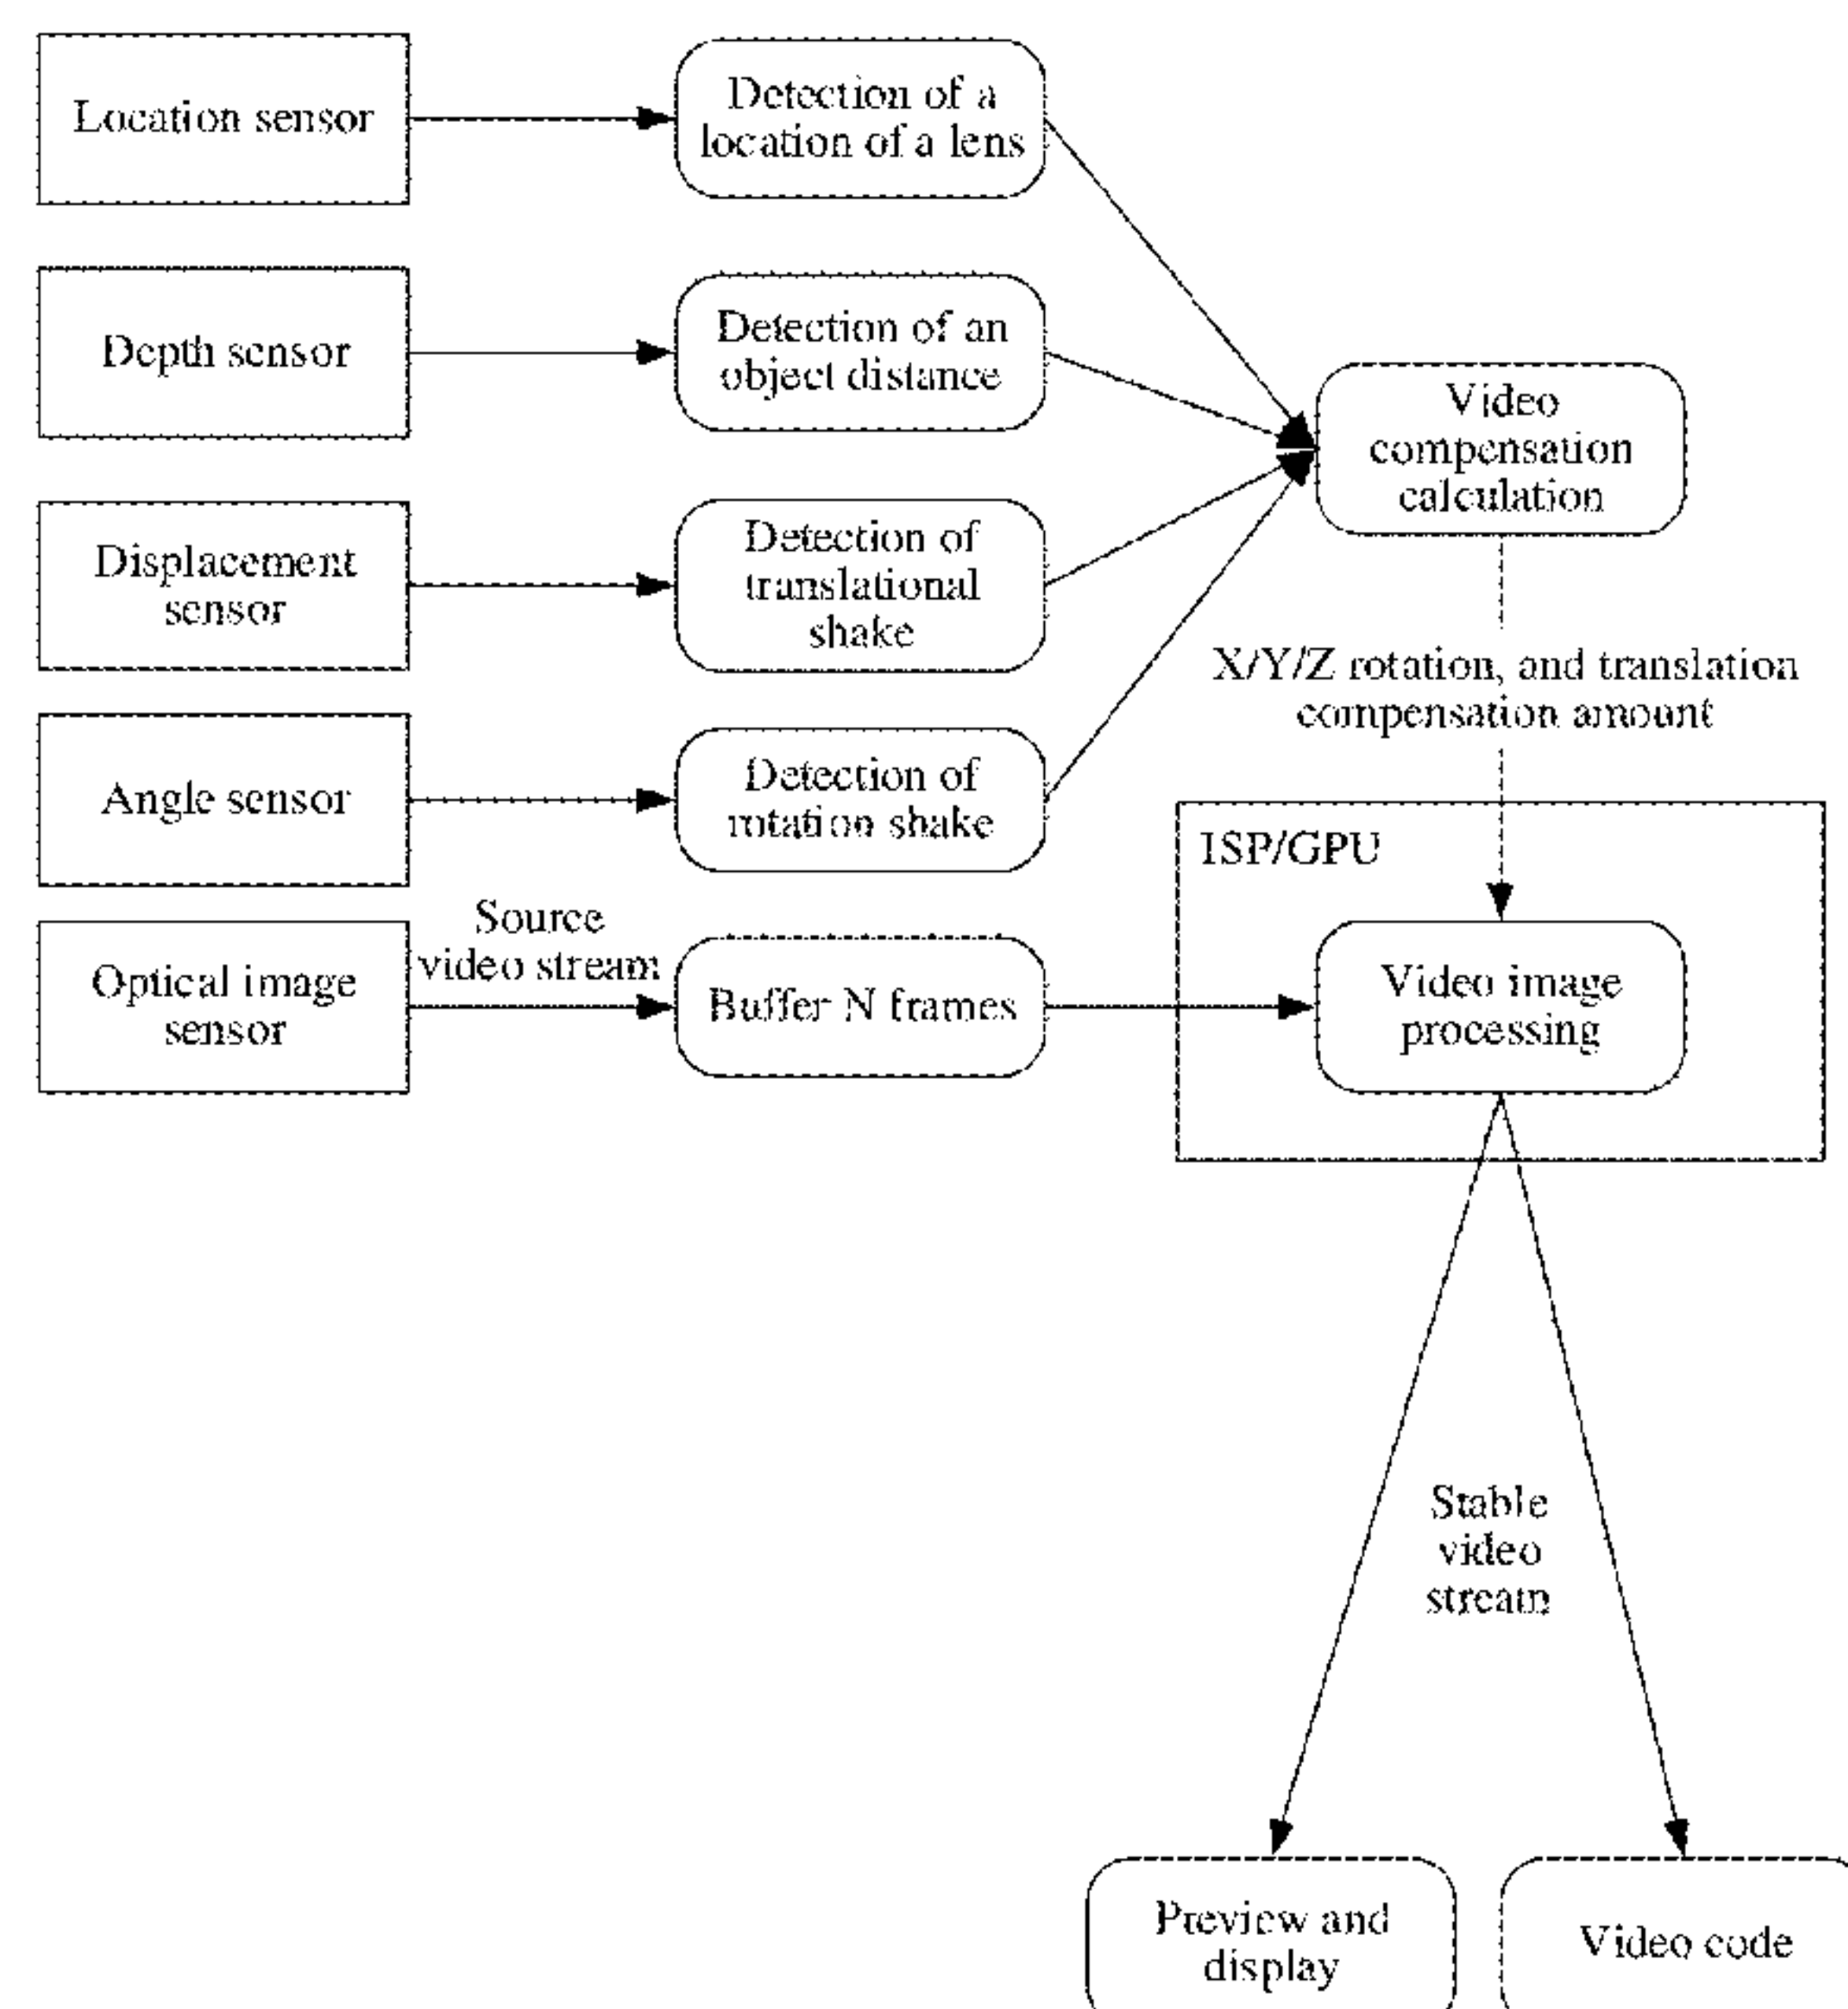 Location sensor
Detection of a
location of a lens
Depth sensor
Detection of an
object distance
Video
compensation
calculation
Displacement
sensor
Detection of
translational
shake
X/Y/Z rotation, and translation
compensation amount
Angle sensor
Detection of
rotation shake
ISP/GPU
Optical image
sensor
Source
video stream
Buffer N frames
Video image
processing
Stable
video
stream
Preview and
display
Video code